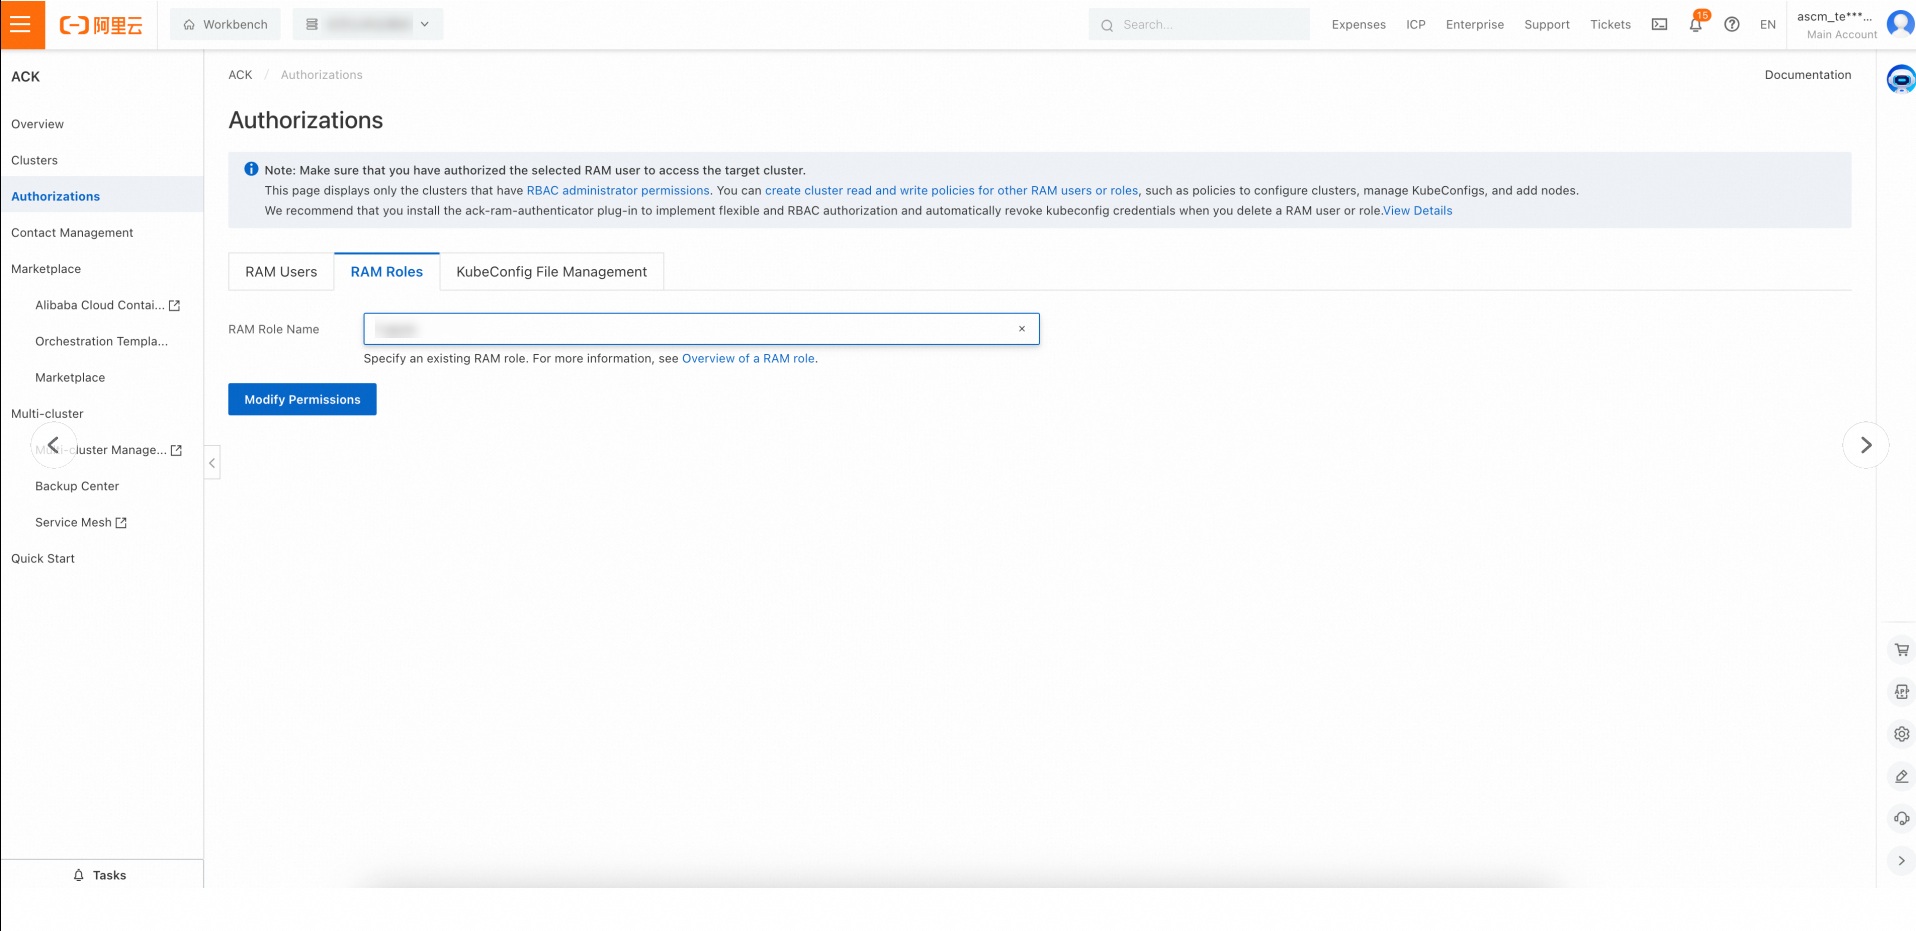 阿里云
Workbench
Search...
Expenses
ICP
Enterprise
Support
Tickets
15
EN
ascm_te***...
Main Account
ACK
Overview
Clusters
Authorizations
Contact Management
Marketplace
Alibaba Cloud Contai...
Orchestration Templa...
Marketplace
Multi-cluster
Multi-cluster Manage...
Backup Center
Service Mesh
Quick Start
Tasks
ACK / Authorizations
Documentation
Authorizations
Note: Make sure that you have authorized the selected RAM user to access the target cluster.
This page displays only the clusters that have RBAC administrator permissions. You can create cluster read and write policies for other RAM users or roles, such as policies to configure clusters, manage KubeConfigs, and add nodes.
We recommend that you install the ack-ram-authenticator plug-in to implement flexible and RBAC authorization and automatically revoke kubeconfig credentials when you delete a RAM user or role.View Details
RAM Users
RAM Roles
KubeConfig File Management
RAM Role Name
Specify an existing RAM role. For more information, see Overview of a RAM role.
Modify Permissions